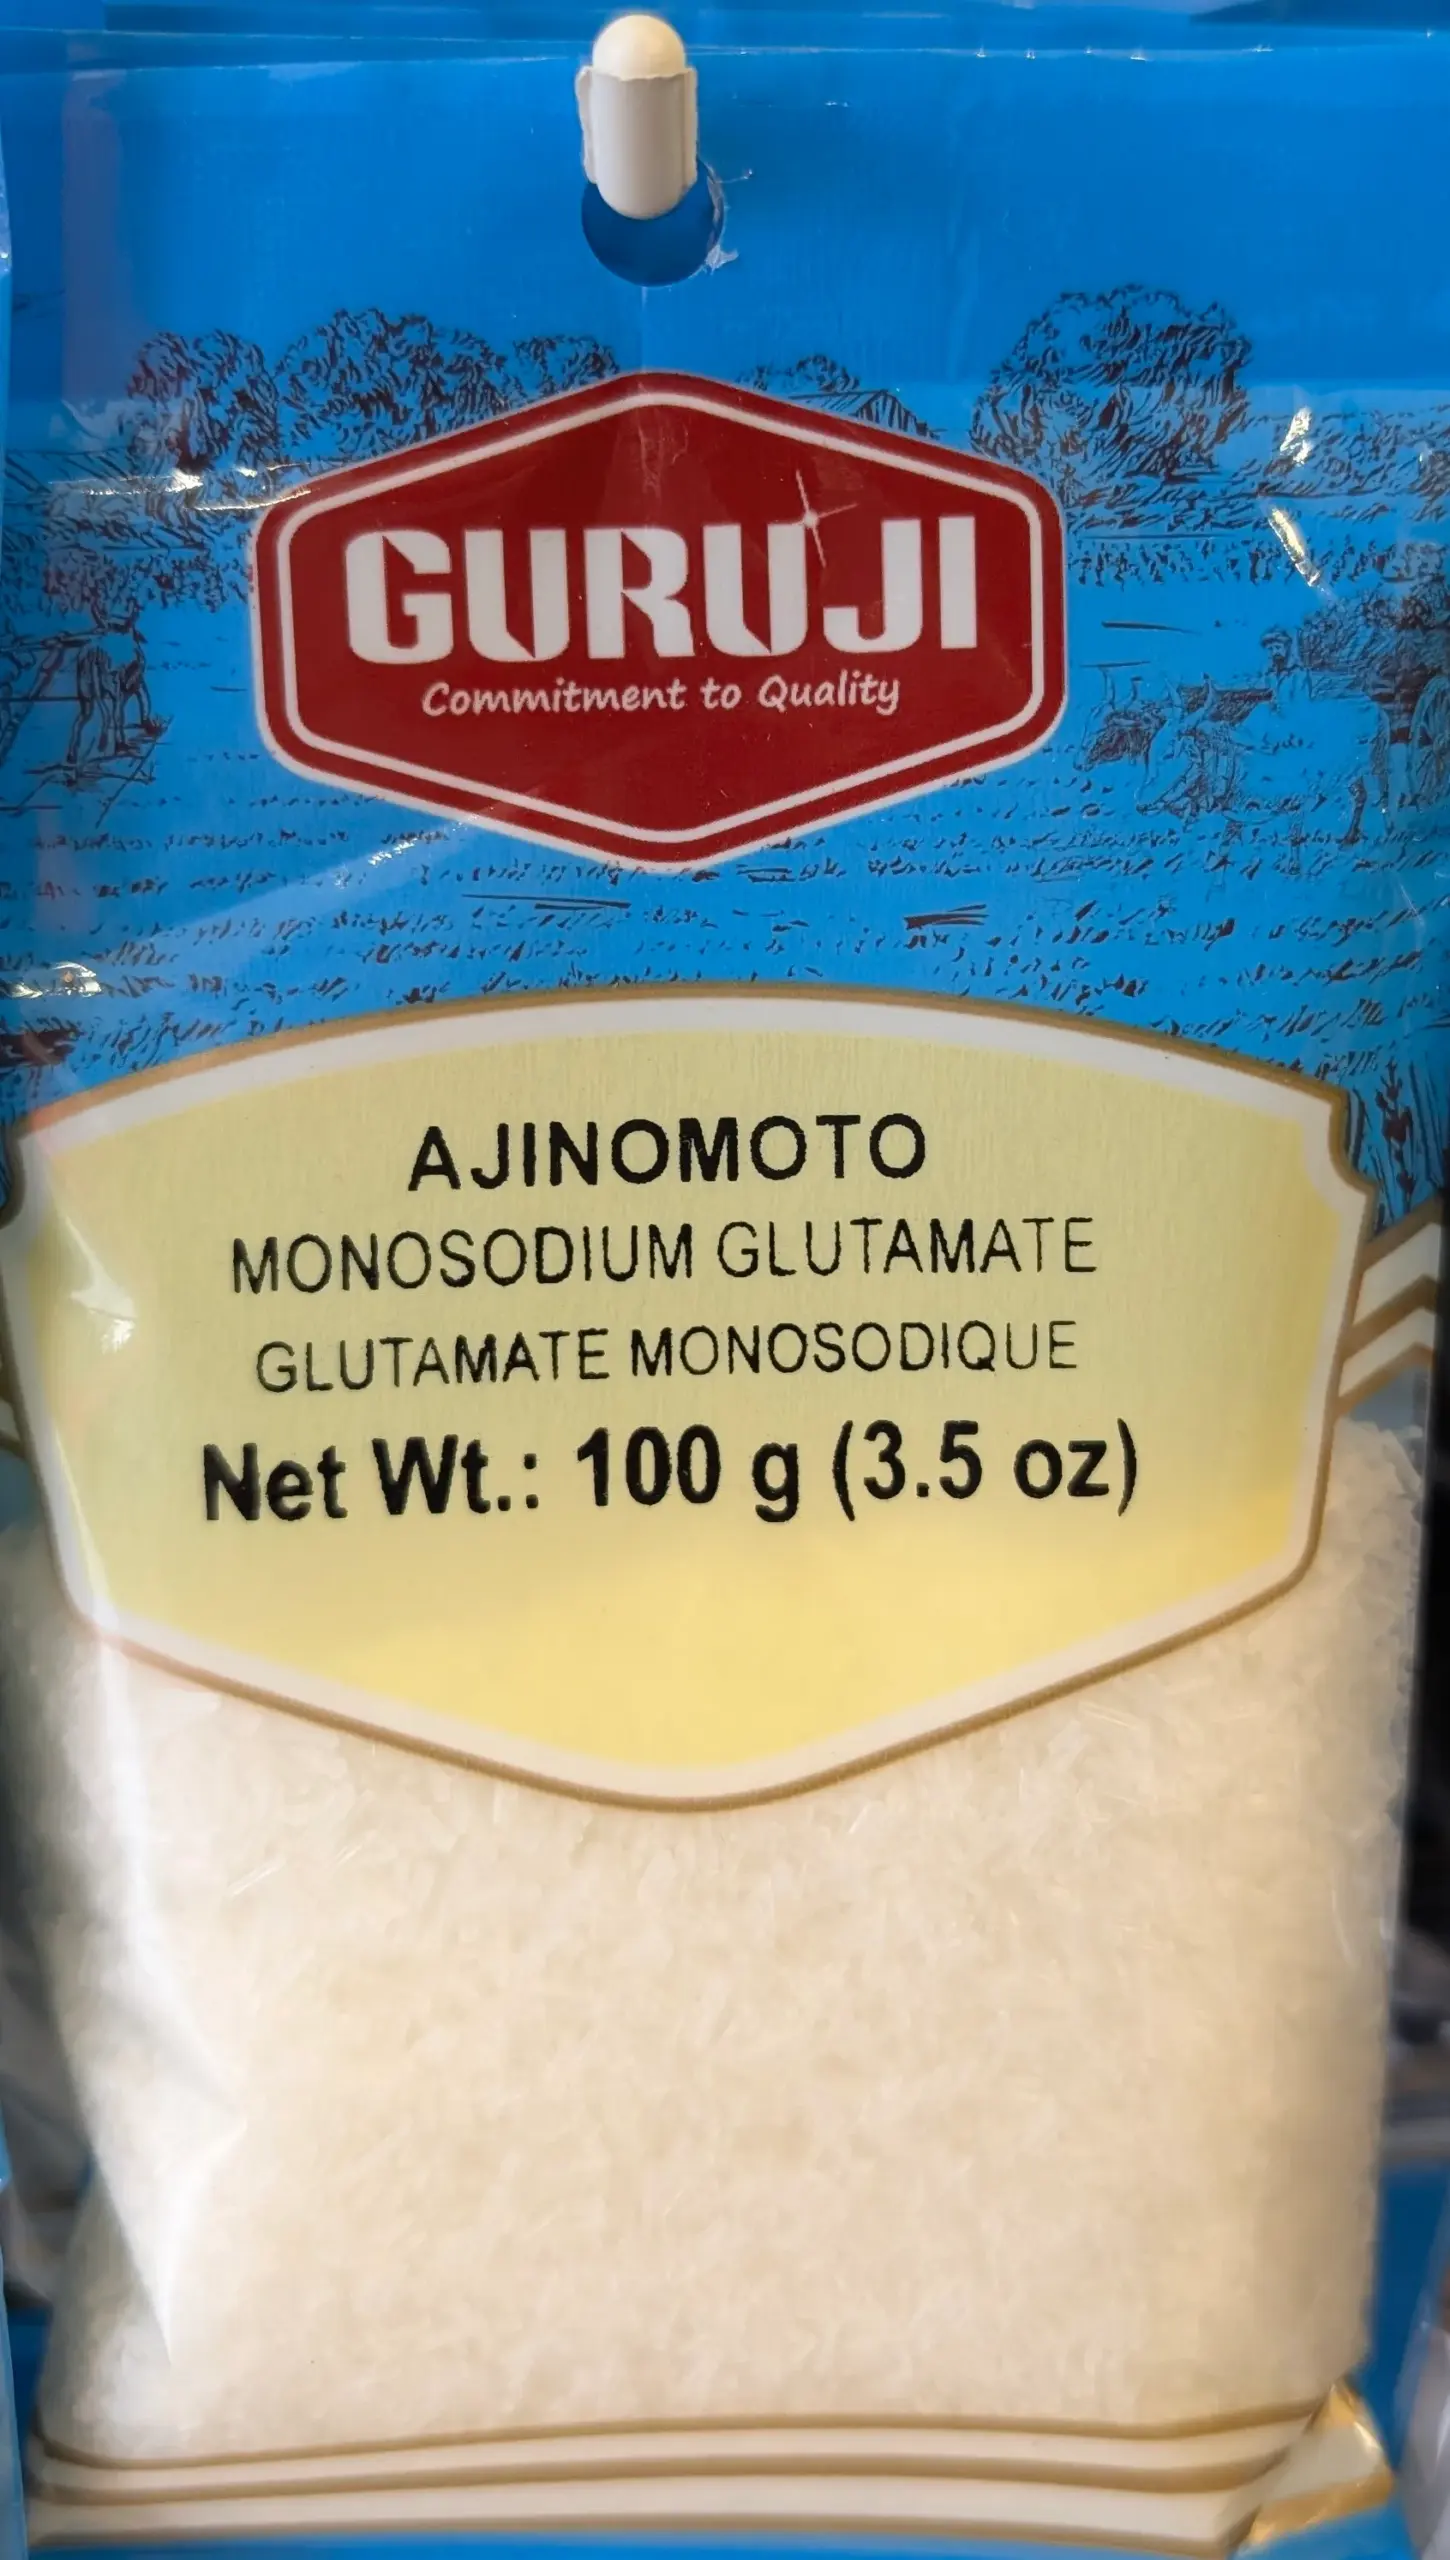 GURUJI
Commitment to Quality
AJINOMOTO
MONOSODIUM GLUTAMATE
GLUTAMATE MONOSODIQUE
Net Wt.: 100 g (3.5 oz)